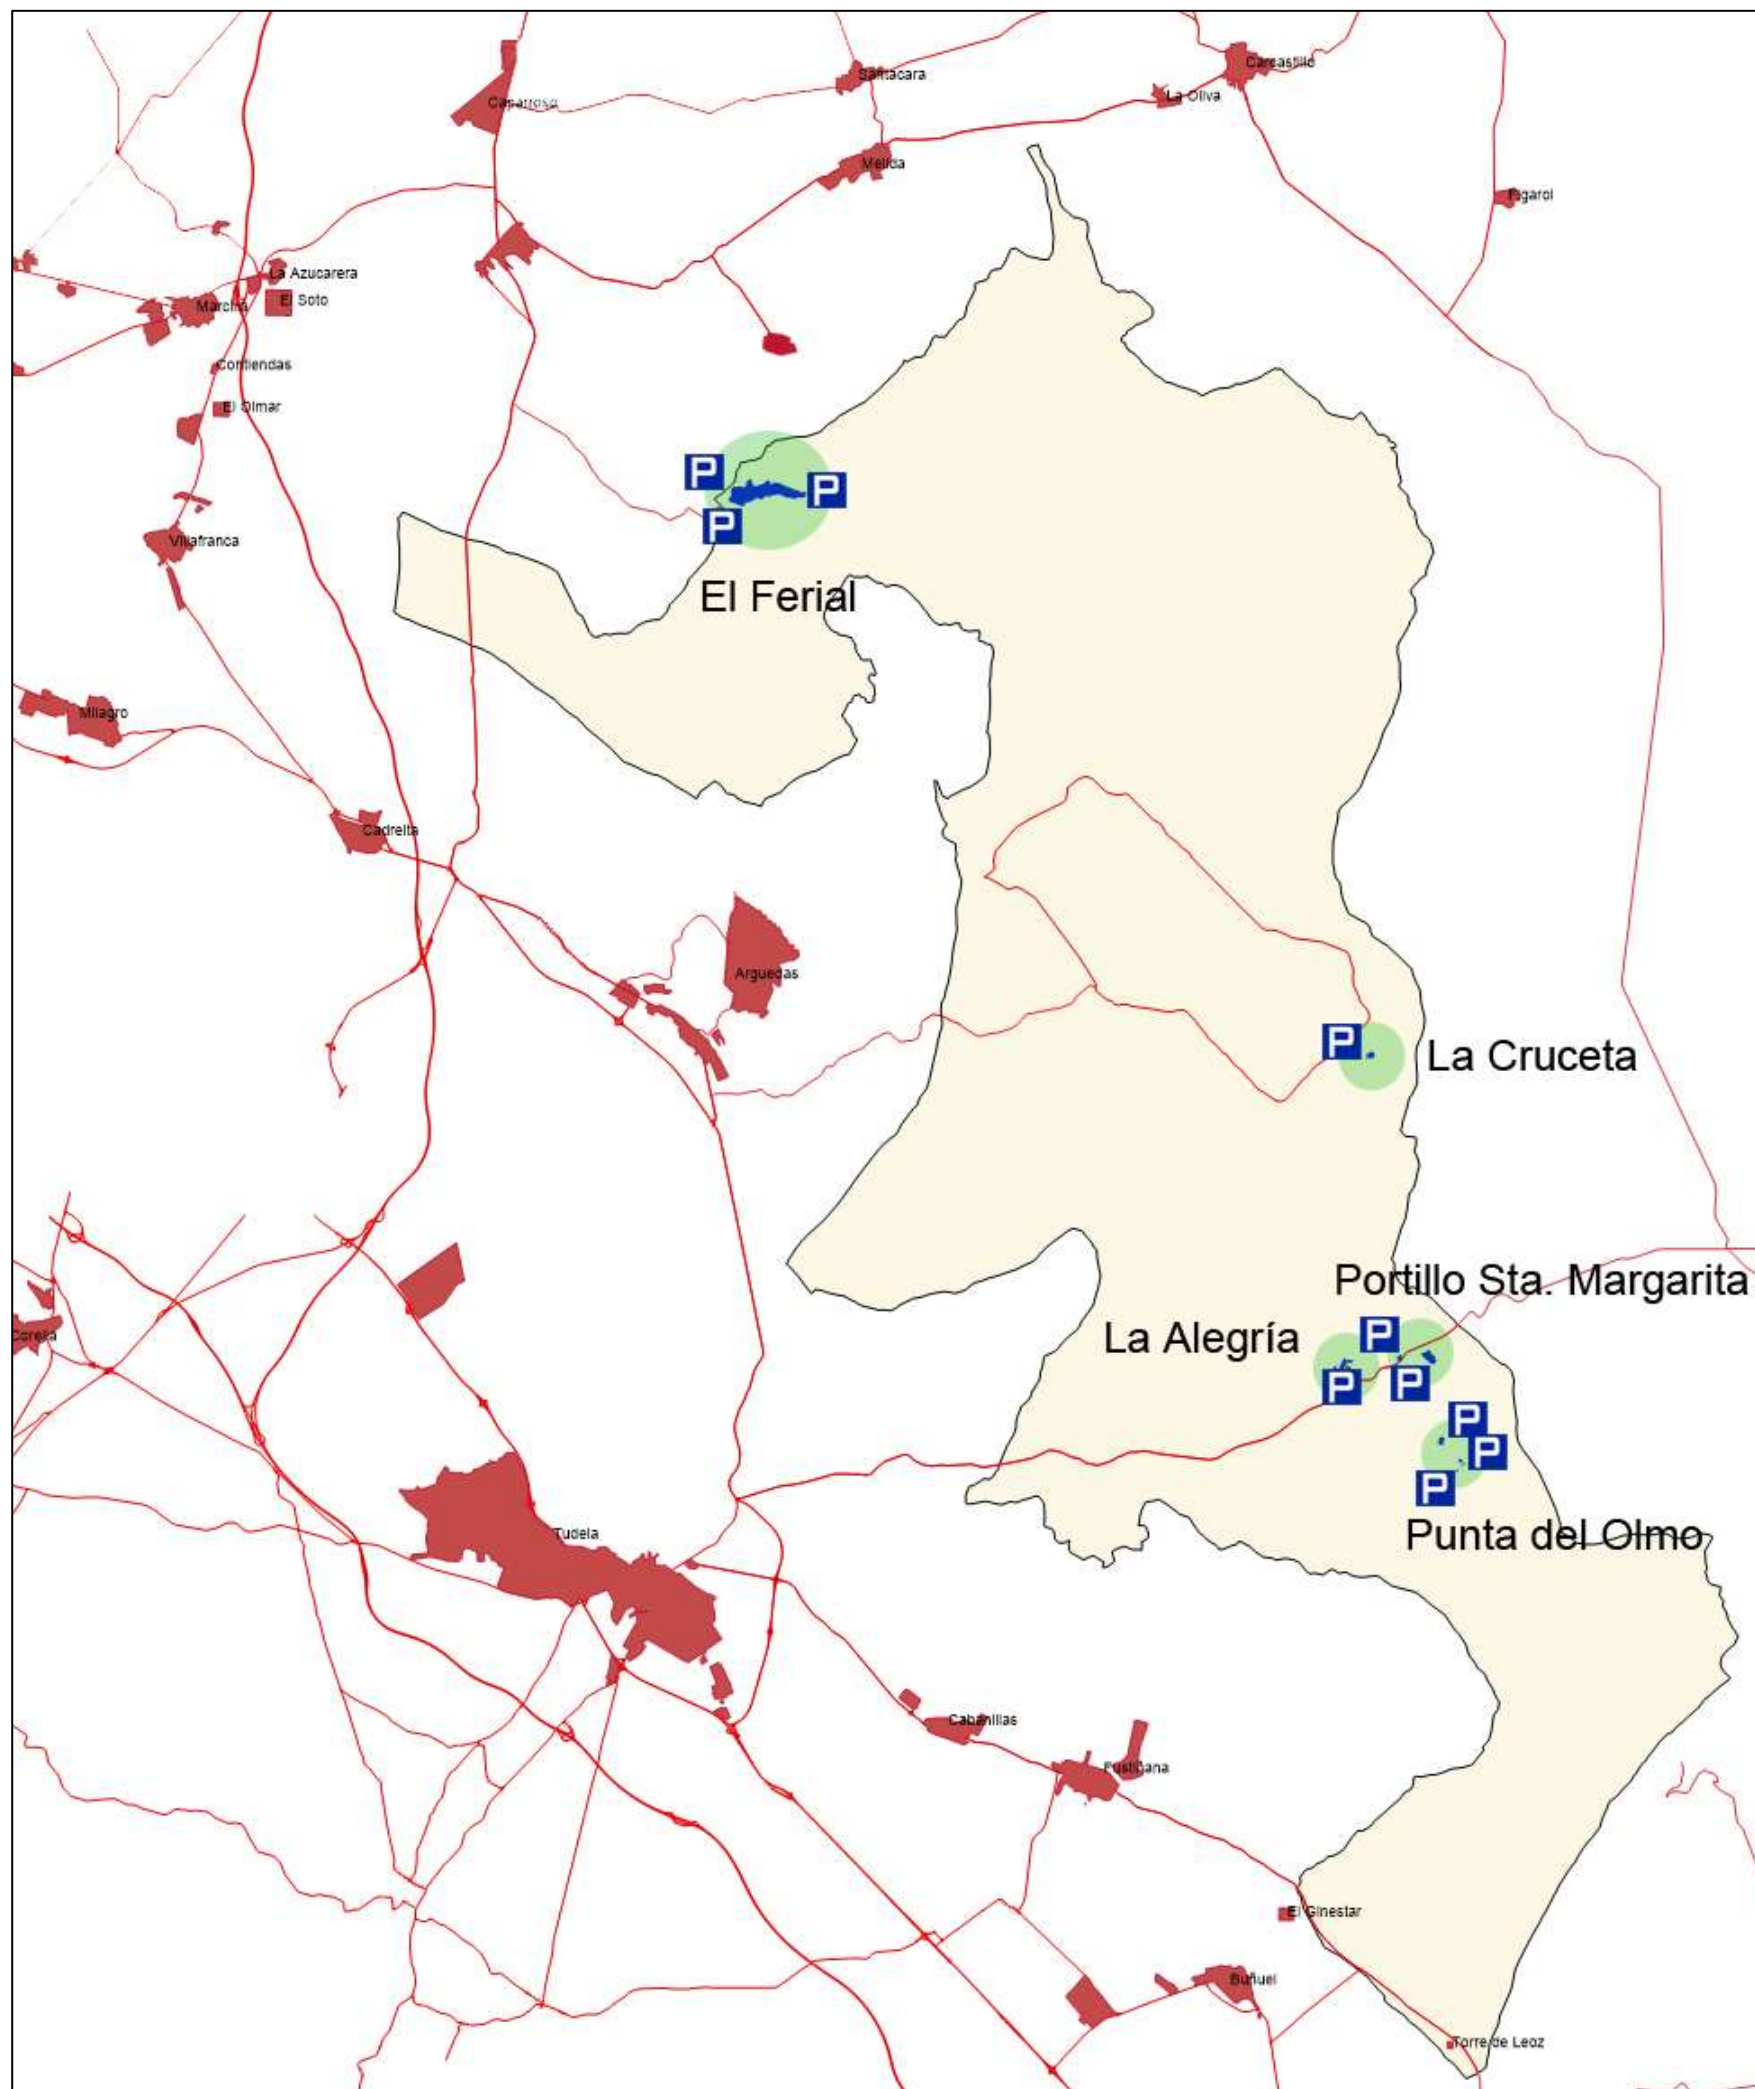 Santacara
Carcastillo
Caparroso
La Oliva
Melida
Figarol
La Azucarera
El Soto
Marcilla
Contiendas
El Olmar
P
P
P
Villafranca
El Ferial
Milagro
Cadreita
Arguedas
P
La Cruceta
Portillo Sta. Margarita
La Alegría
P
Corella
P
P
P
P
P
Punta del Olmo
Tudela
Cabanillas
Fustiñana
El Ginestar
Buñuel
Torre de Leoz